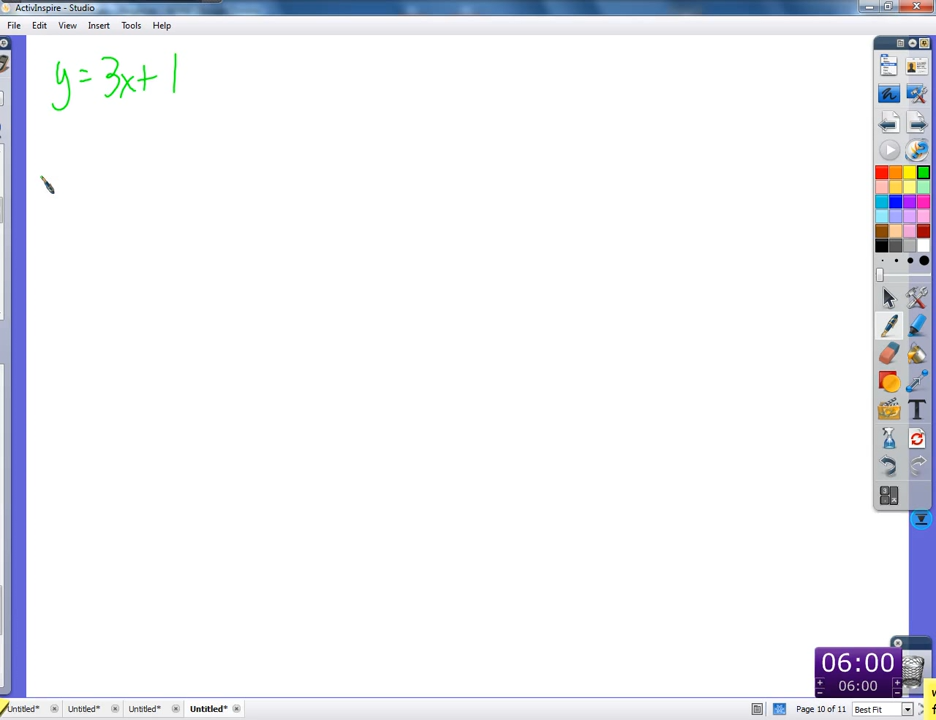 ActivInspire - Studio
File Edit View Insert Tools Help
y = 3x + 1
06:00
06:00
Untitled* Untitled* Untitled* Untitled*
Page 10 of 11 Best Fit